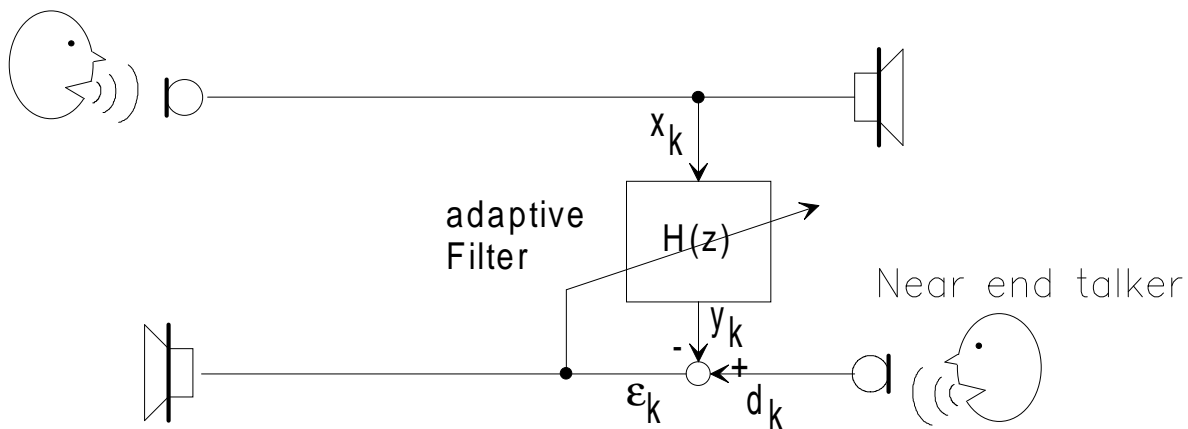 x_k
adaptive
Filter
H(z)
Near end talker
y_k
-
+
ε_k
d_k